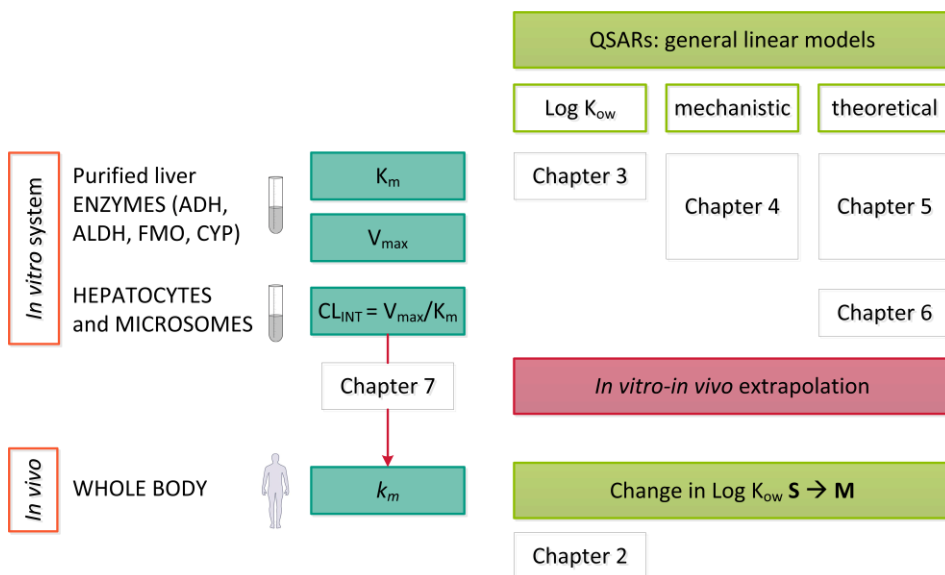 QSARs: general linear models
Log Kow
mechanistic
theoretical
In vitro system
Purified liver
ENZYMES (ADH,
ALDH, FMO, CYP)
Km
Vmax
Chapter 3
Chapter 4
Chapter 5
HEPATOCYTES
and MICROSOMES
CLINT = Vmax/Km
Chapter 6
Chapter 7
In vitro-in vivo extrapolation
In vivo
WHOLE BODY
km
Change in Log Kow S → M
Chapter 2